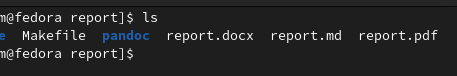 m@fedora report]$ ls
e  Makefile  pandoc  report.docx  report.md  report.pdf
m@fedora report]$